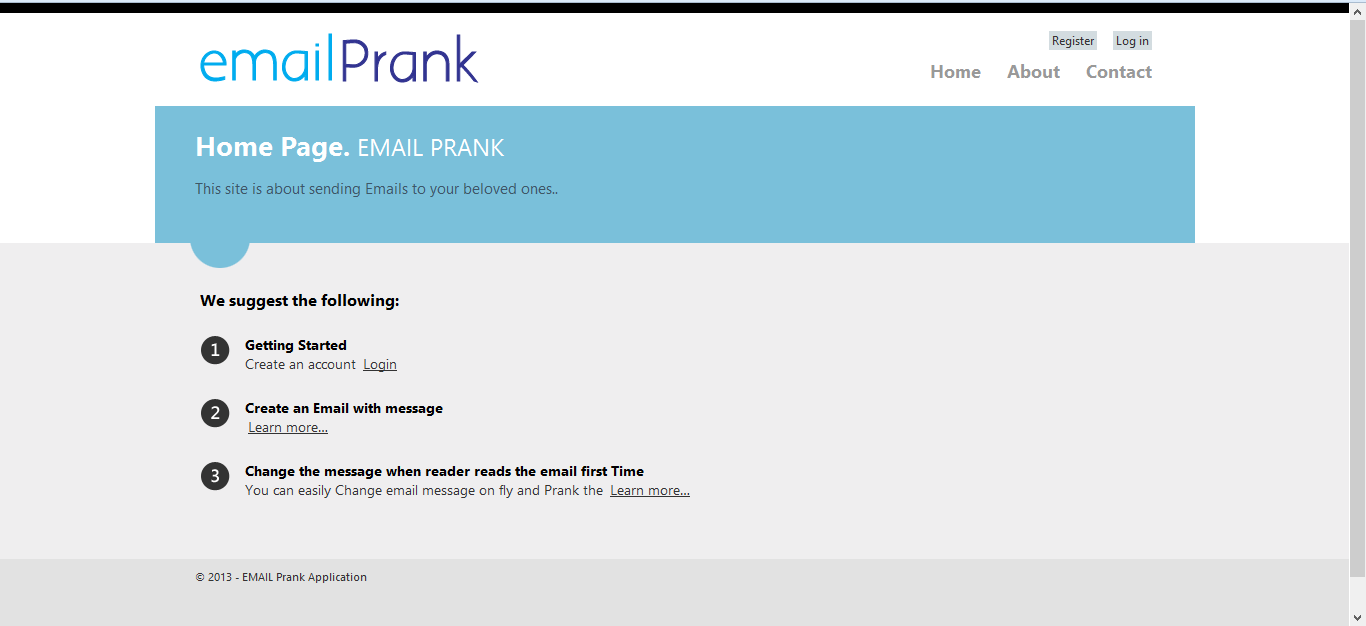 emailPrank
Register Log in
Home About Contact
Home Page. EMAIL PRANK
This site is about sending Emails to your beloved ones..
We suggest the following:
1 Getting Started
Create an account Login
2 Create an Email with message
Learn more...
3 Change the message when reader reads the email first Time
You can easily Change email message on fly and Prank the Learn more...
© 2013 - EMAIL Prank Application